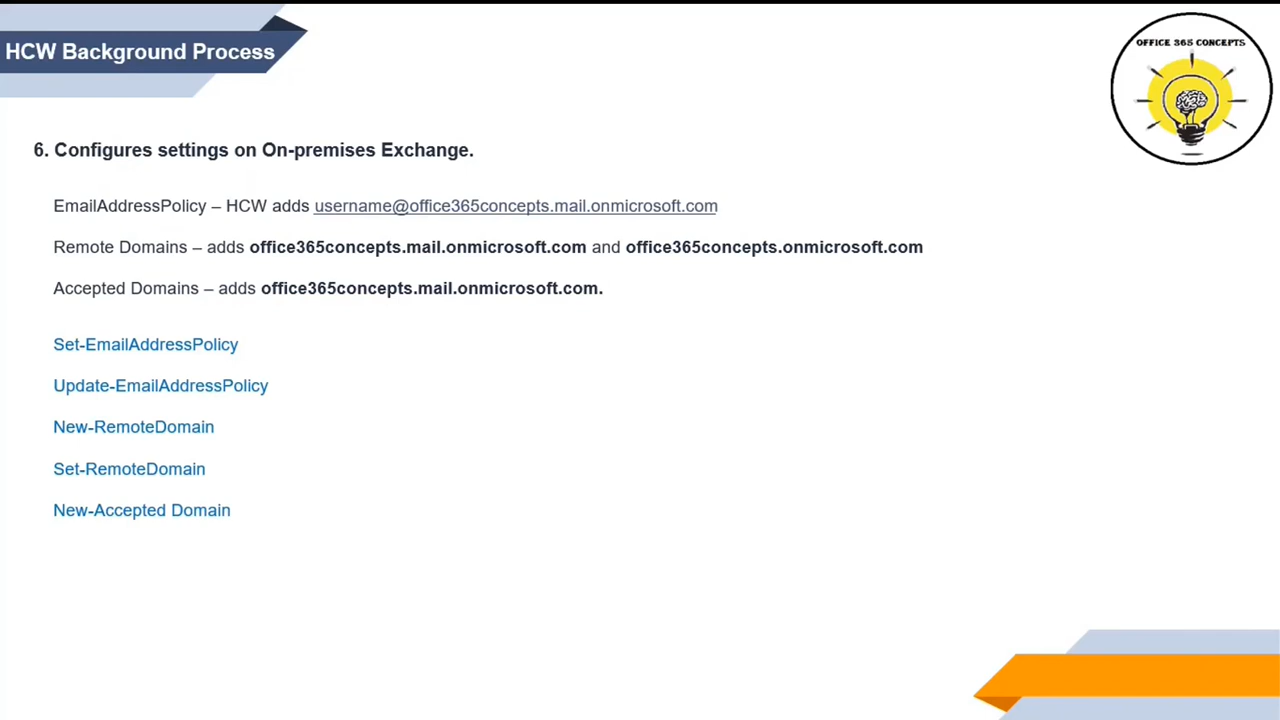 HCW Background Process
OFFICE 365 CONCEPTS
6. Configures settings on On-premises Exchange.
EmailAddressPolicy – HCW adds username@office365concepts.mail.onmicrosoft.com
Remote Domains – adds office365concepts.mail.onmicrosoft.com and office365concepts.onmicrosoft.com
Accepted Domains – adds office365concepts.mail.onmicrosoft.com.
Set-EmailAddressPolicy
Update-EmailAddressPolicy
New-RemoteDomain
Set-RemoteDomain
New-Accepted Domain